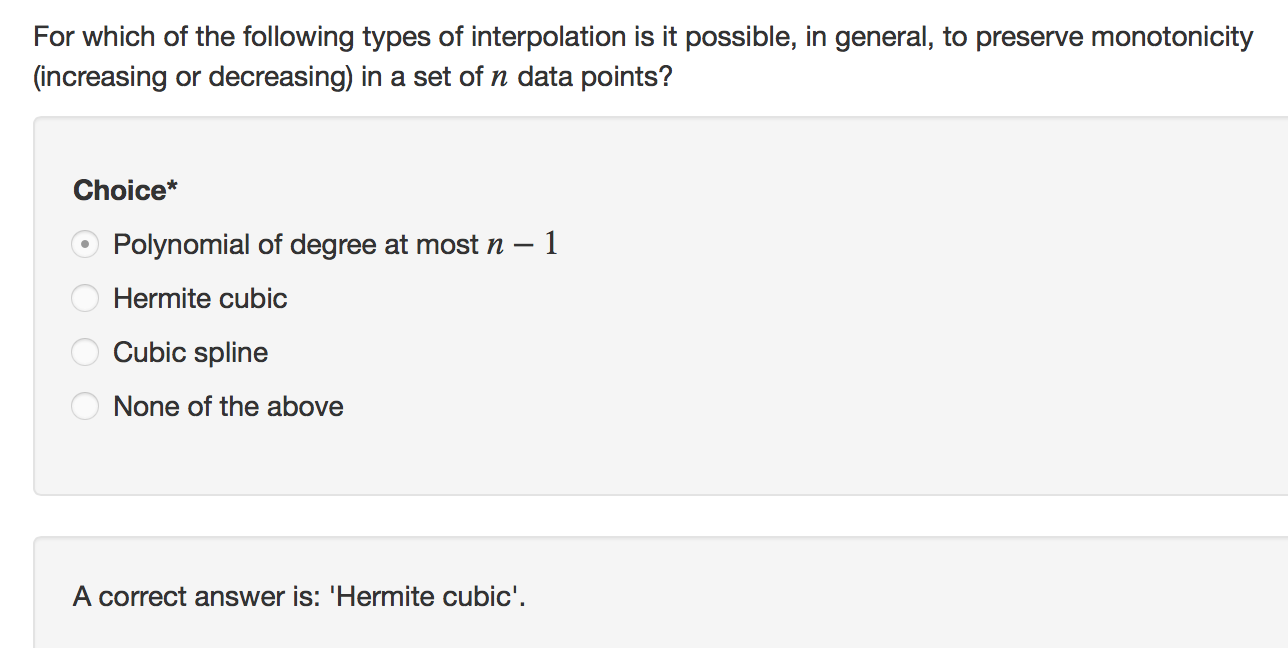 For which of the following types of interpolation is it possible, in general, to preserve monotonicity
(increasing or decreasing) in a set of n data points?
Choice*
Polynomial of degree at most n − 1
Hermite cubic
Cubic spline
None of the above
A correct answer is: 'Hermite cubic'.